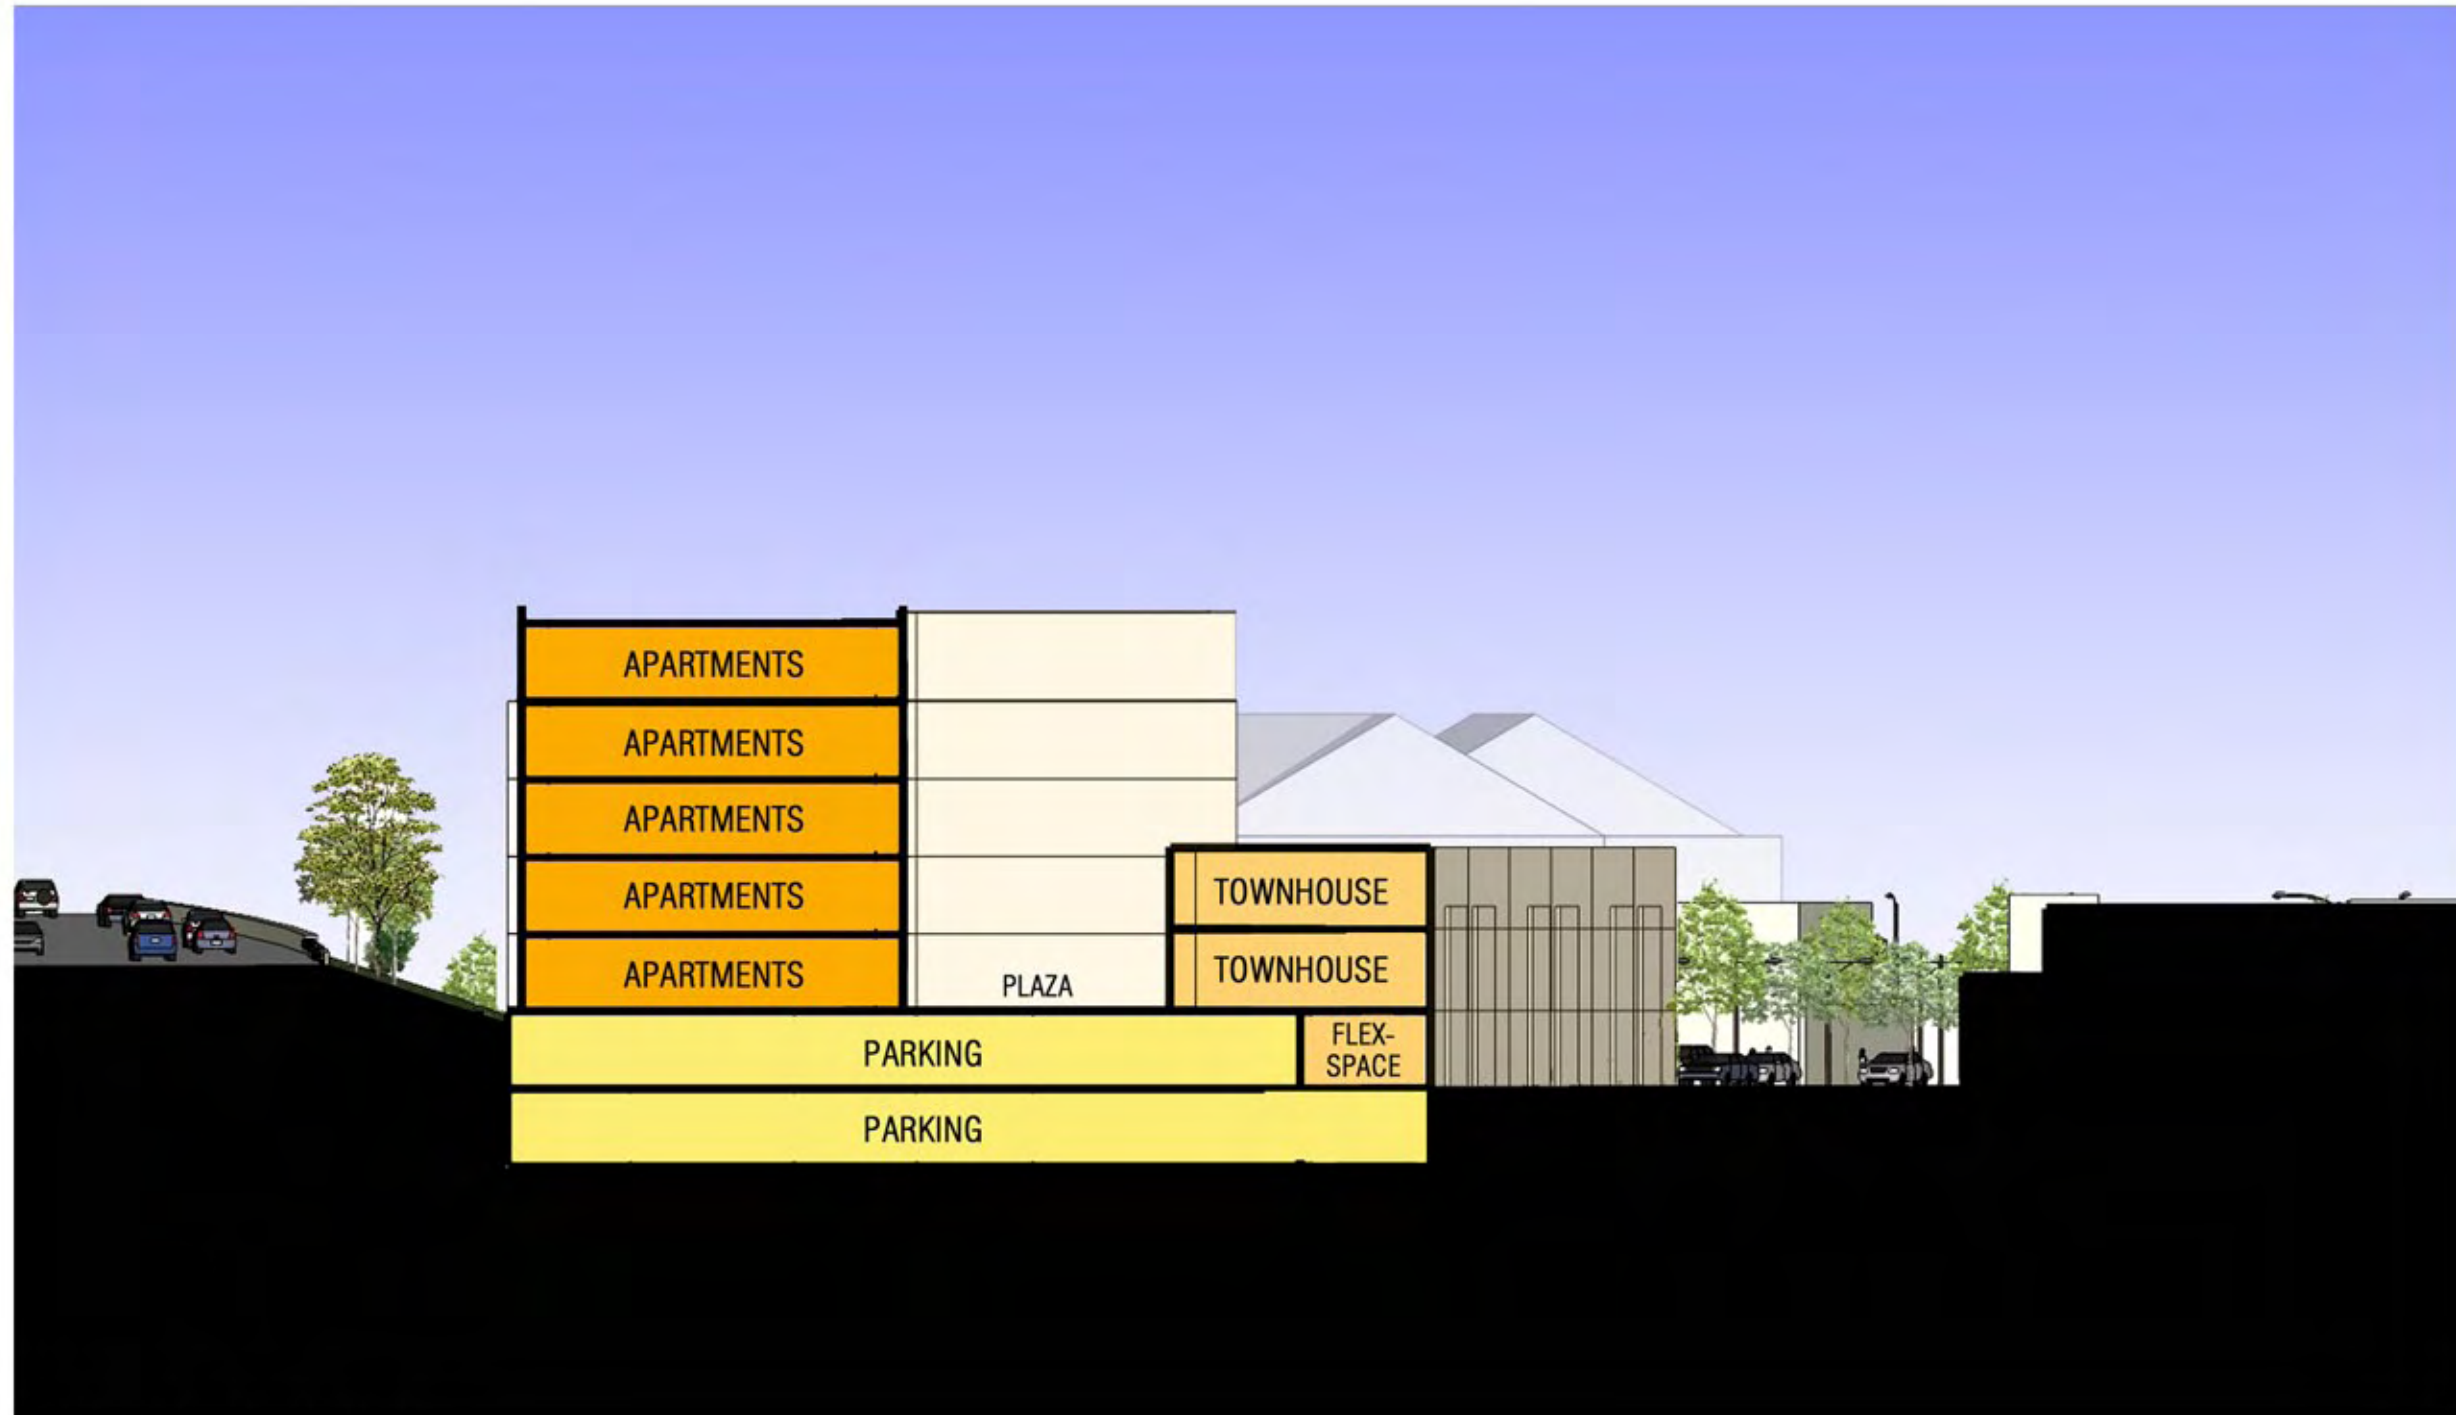 APARTMENTS
APARTMENTS
APARTMENTS
APARTMENTS
TOWNHOUSE
APARTMENTS
PLAZA
TOWNHOUSE
PARKING
FLEX-
SPACE
PARKING